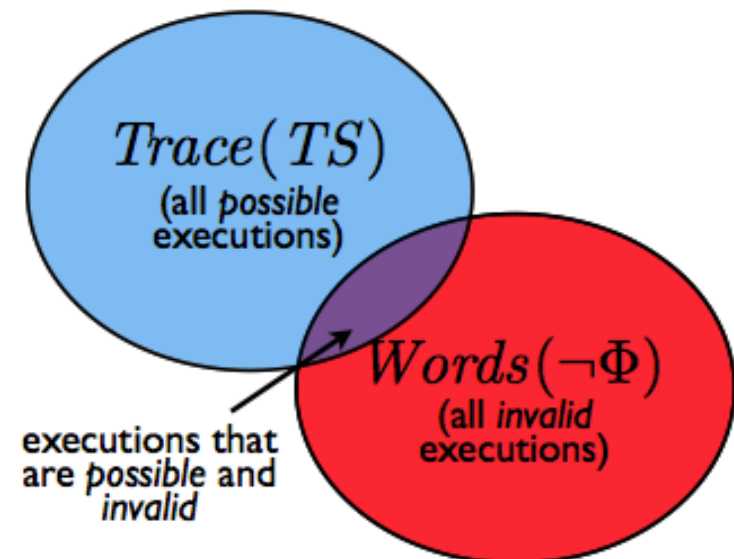 Trace(TS)
(all possible
executions)
Words(¬Φ)
(all invalid
executions)
executions that
are possible and
invalid